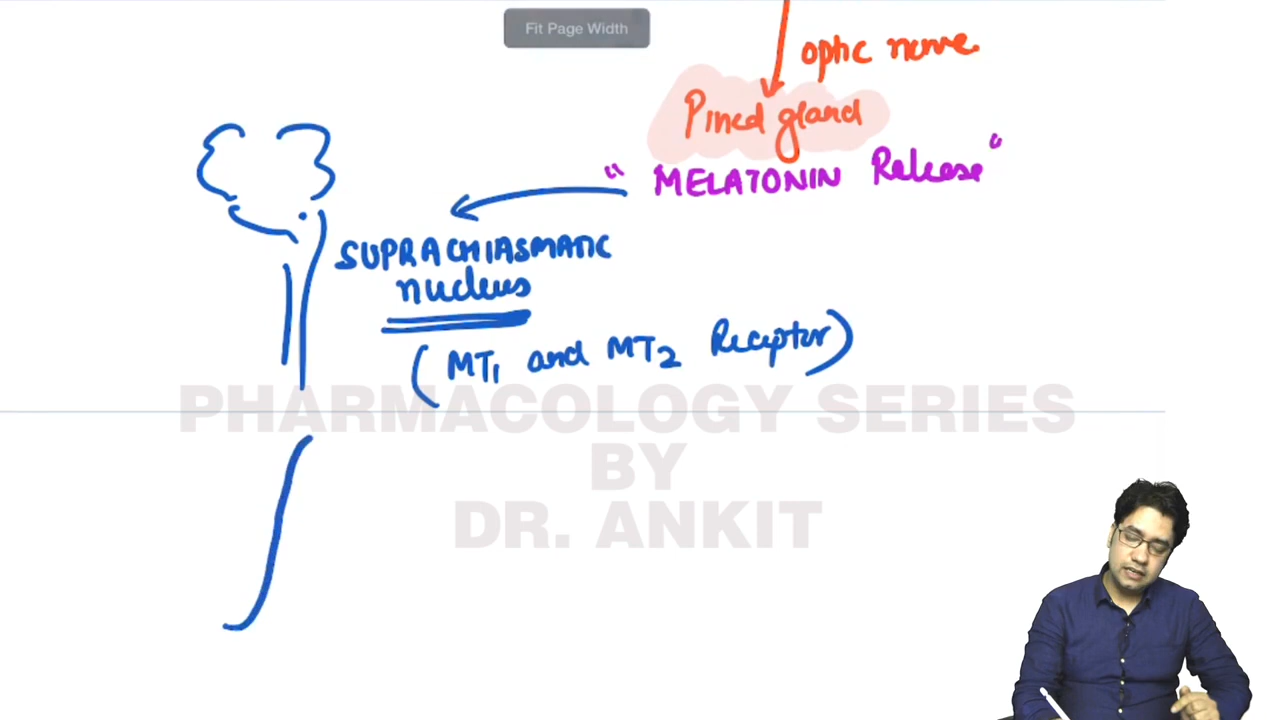 Fit Page Width
optic nerve
Pineal gland
" MELATONIN Release "
SUPRACHIASMATIC
nucleus
( MT1 and MT2 Receptor )
PHARMACOLOGY SERIES
BY
DR. ANKIT